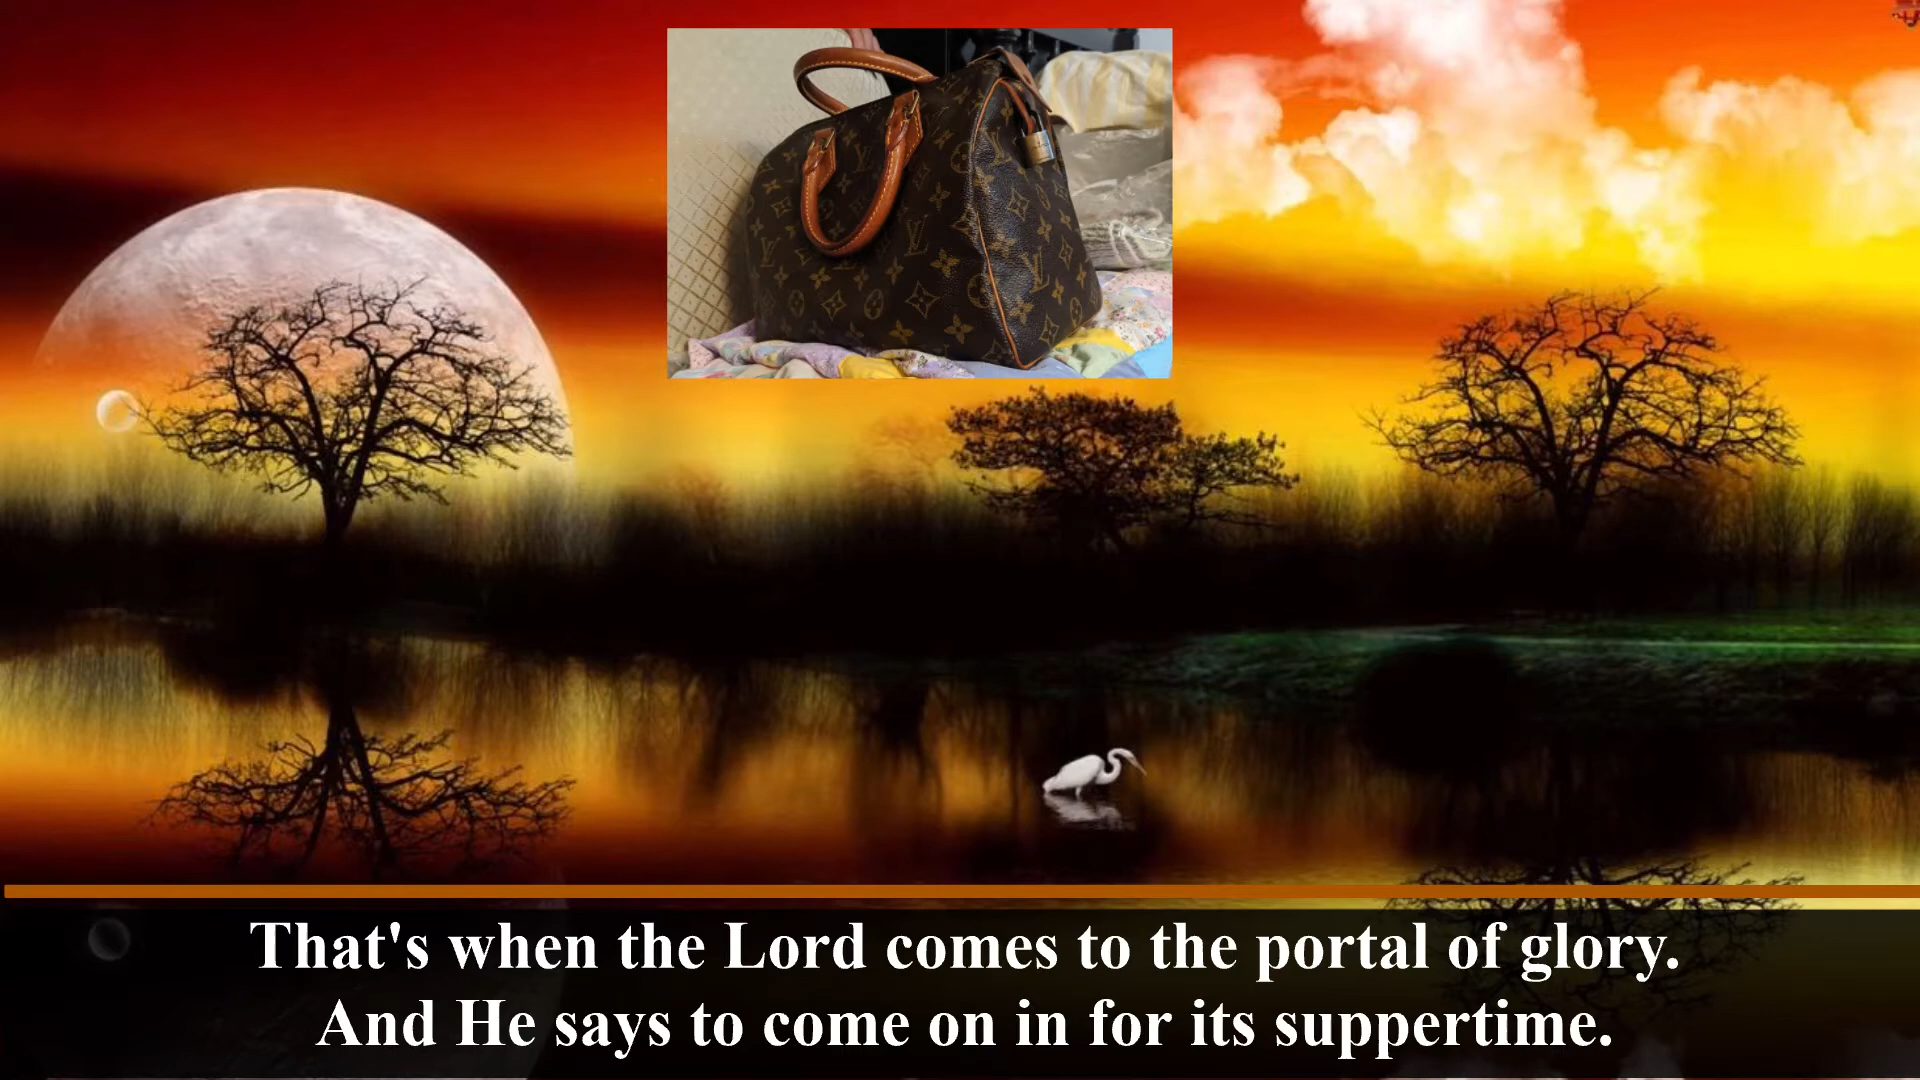 That's when the Lord comes to the portal of glory.
And He says to come on in for its suppertime.